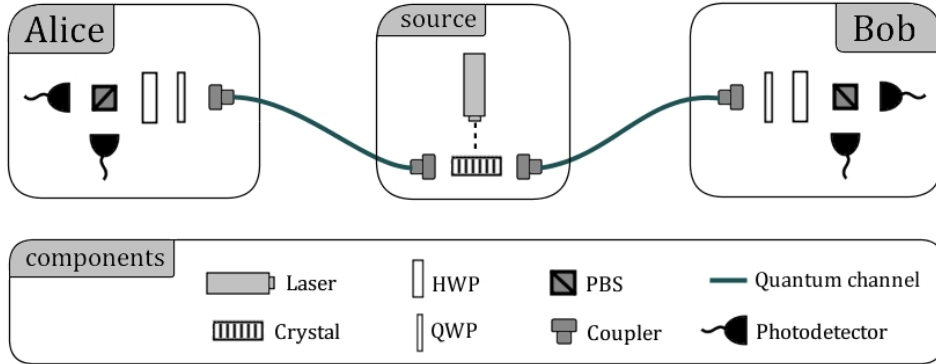 Alice
source
Bob
components
Laser
HWP
PBS
Quantum channel
Crystal
QWP
Coupler
Photodetector